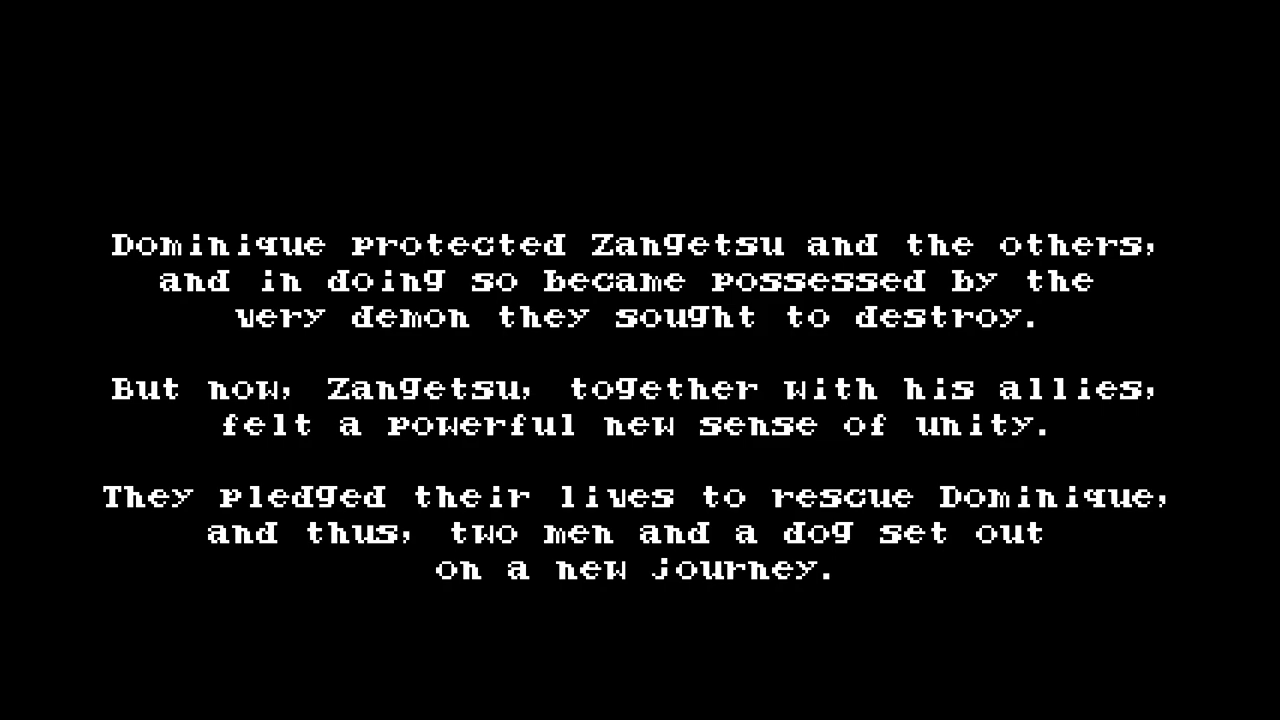 Dominique protected Zangetsu and the others,
and in doing so became possessed by the
very demon they sought to destroy.
But now, Zangetsu, together with his allies,
felt a powerful new sense of unity.
They pledged their lives to rescue Dominique,
and thus, two men and a dog set out
on a new journey.